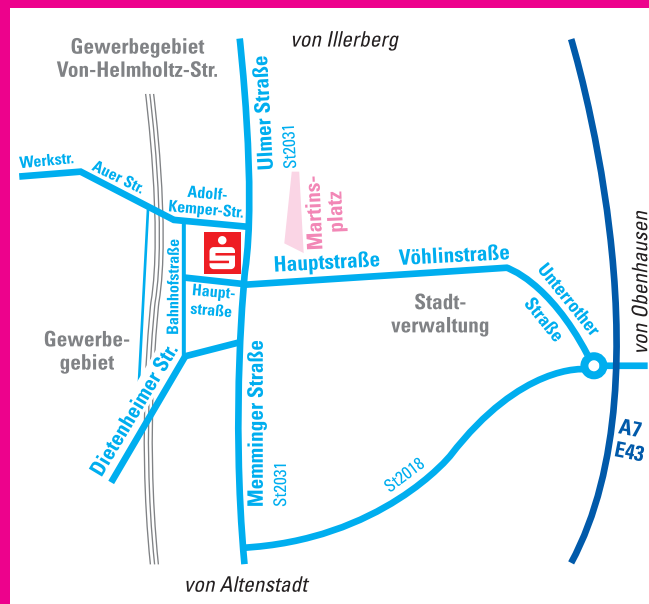 von Illerberg
Gewerbegebiet
Von-Helmholtz-Str.
Ulmer Straße
St2031
Werkstr.
Auer Str.
Adolf-
Kemper-Str.
Martins-
platz
Hauptstraße
Vöhlinstraße
Unterrother
Straße
von Obenhausen
Bahnhofstraße
Haupt-
straße
Stadt-
verwaltung
Gewerbe-
gebiet
Dietenheimer Str.
Memminger Straße
St2031
St2018
A7
E43
von Altenstadt